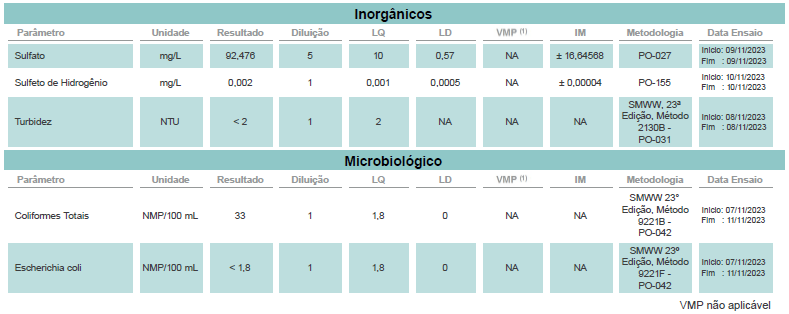 Inorgânicos
Parâmetro Unidade Resultado Diluição LQ LD VMP (1) IM Metodologia Data Ensaio
Sulfato mg/L 92,476 5 10 0,57 NA ± 16,64568 PO-027 Início: 09/11/2023
Fim : 09/11/2023
Sulfeto de Hidrogênio mg/L 0,002 1 0,001 0,0005 NA ± 0,00004 PO-155 Início: 10/11/2023
Fim : 10/11/2023
Turbidez NTU < 2 1 2 NA NA NA SMWW, 23ª
Edição, Método
2130B -
PO-031
Início: 08/11/2023
Fim : 08/11/2023
Microbiológico
Parâmetro Unidade Resultado Diluição LQ LD VMP (1) IM Metodologia Data Ensaio
Coliformes Totais NMP/100 mL 33 1 1,8 0 NA NA SMWW 23°
Edição, Método
9221B -
PO-042
Início: 07/11/2023
Fim : 11/11/2023
Escherichia coli NMP/100 mL < 1,8 1 1,8 0 NA NA SMWW 23ª
Edição, Método
9221F -
PO-042
Início: 07/11/2023
Fim : 11/11/2023
VMP não aplicável